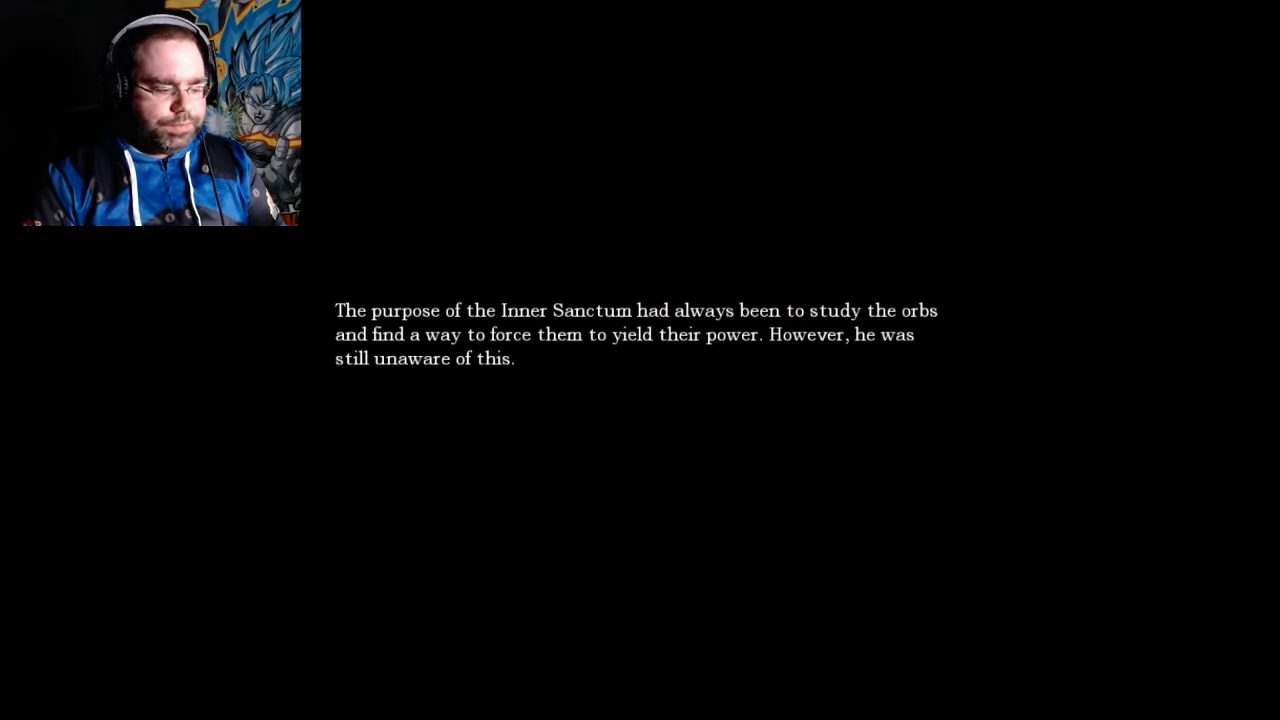 The purpose of the Inner Sanctum had always been to study the orbs
and find a way to force them to yield their power. However, he was
still unaware of this.